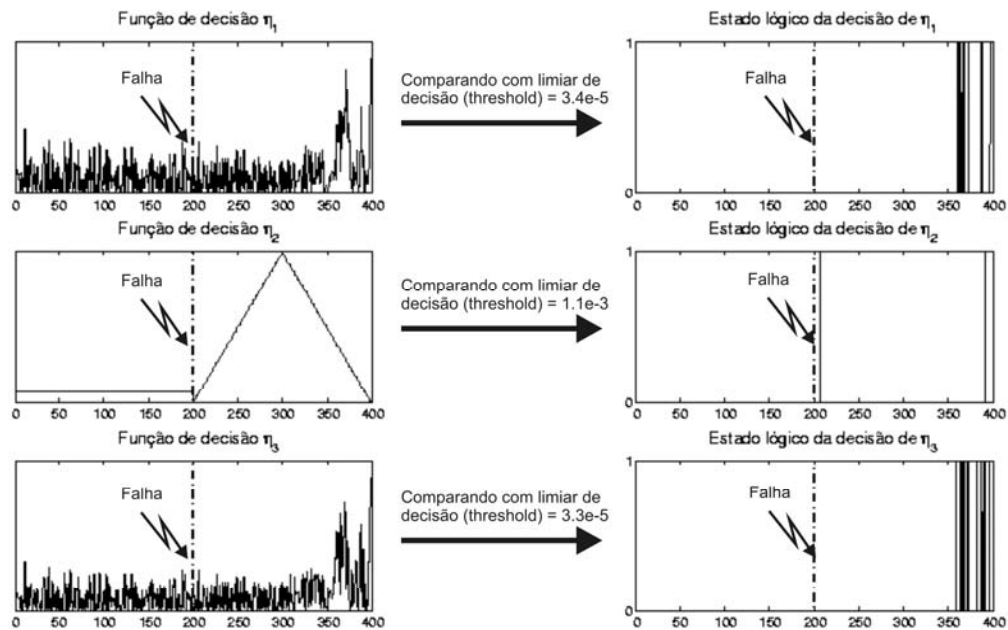 Função de decisão η1
Estado lógico da decisão de η1
1
Falha
Comparando com limiar de
decisão (threshold) = 3.4e-5
Falha
0
0 50 100 150 200 250 300 350 400
0 50 100 150 200 250 300 350 400
Função de decisão η2
Estado lógico da decisão de η2
1
Falha
Comparando com limiar de
decisão (threshold) = 1.1e-3
Falha
0
0 50 100 150 200 250 300 350 400
0 50 100 150 200 250 300 350 400
Função de decisão η3
Estado lógico da decisão de η3
1
Falha
Comparando com limiar de
decisão (threshold) = 3.3e-5
Falha
0
0 50 100 150 200 250 300 350 400
0 50 100 150 200 250 300 350 400